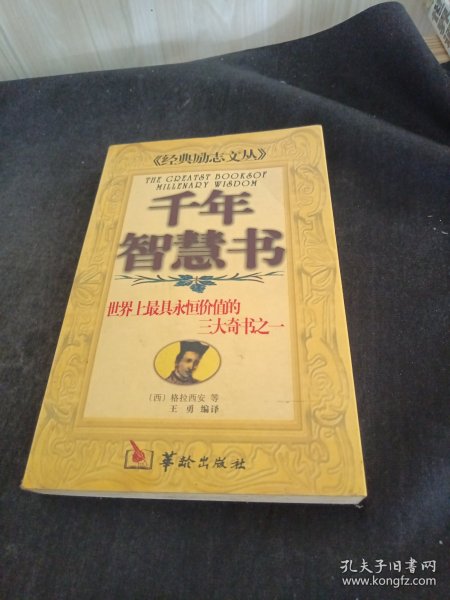 《经典励志文丛》
THE GREATST BOOKSOF
MILLENARY WISDOM
千年
智慧书
世界上最具永恒价值的
三大奇书之一
（西）格拉西安 等
王 勇 编译
华龄出版社
孔夫子旧书网
www.kongfz.com